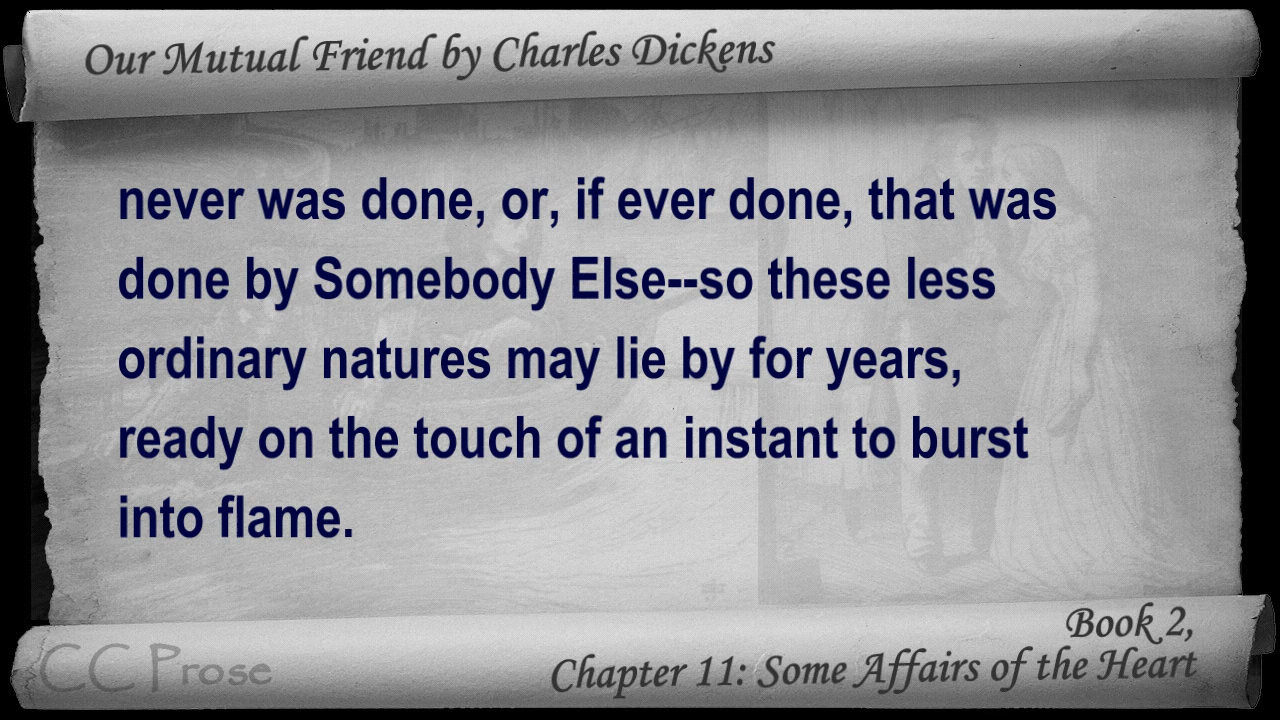 Our Mutual Friend by Charles Dickens
never was done, or, if ever done, that was
done by Somebody Else--so these less
ordinary natures may lie by for years,
ready on the touch of an instant to burst
into flame.
Book 2,
CC Prose
Chapter 11: Some Affairs of the Heart